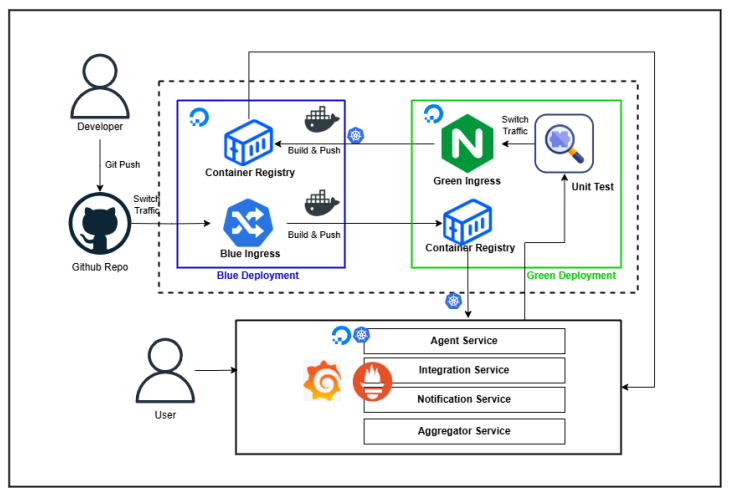 Developer
Git Push
Github Repo
Switch
Traffic
Container Registry
Build & Push
Blue Ingress
Build & Push
Blue Deployment
Switch
Traffic
Green Ingress
Unit Test
Container Registry
Green Deployment
User
Agent Service
Integration Service
Notification Service
Aggregator Service